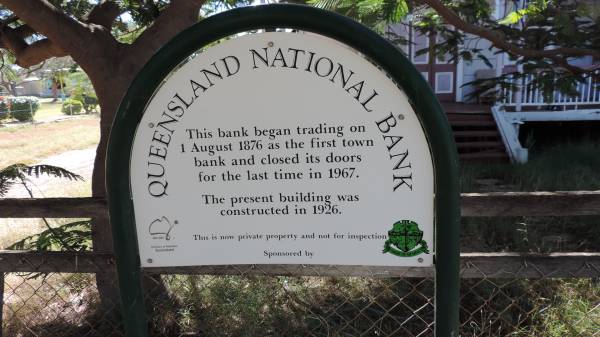 QUEENSLAND NATIONAL BANK
This bank began trading on
1 August 1876 as the first town
bank and closed its doors
for the last time in 1967.
The present building was
constructed in 1926.
This is now private property and not for inspection
Sponsored by